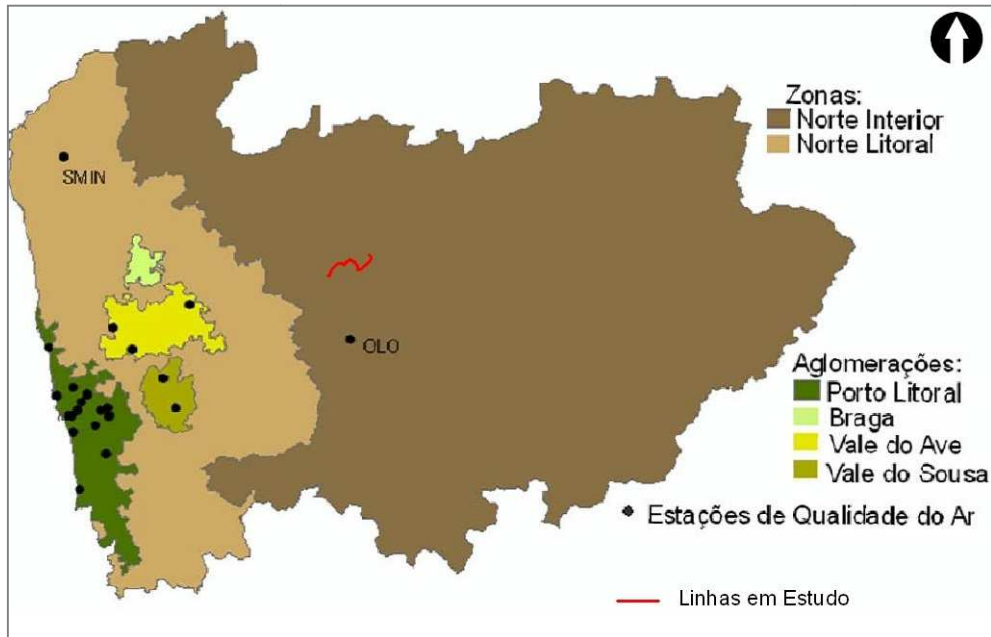 Zonas:
Norte Interior
Norte Litoral
SMIN
OLO
Aglomerações:
Porto Litoral
Braga
Vale do Ave
Vale do Sousa
Estações de Qualidade do Ar
Linhas em Estudo